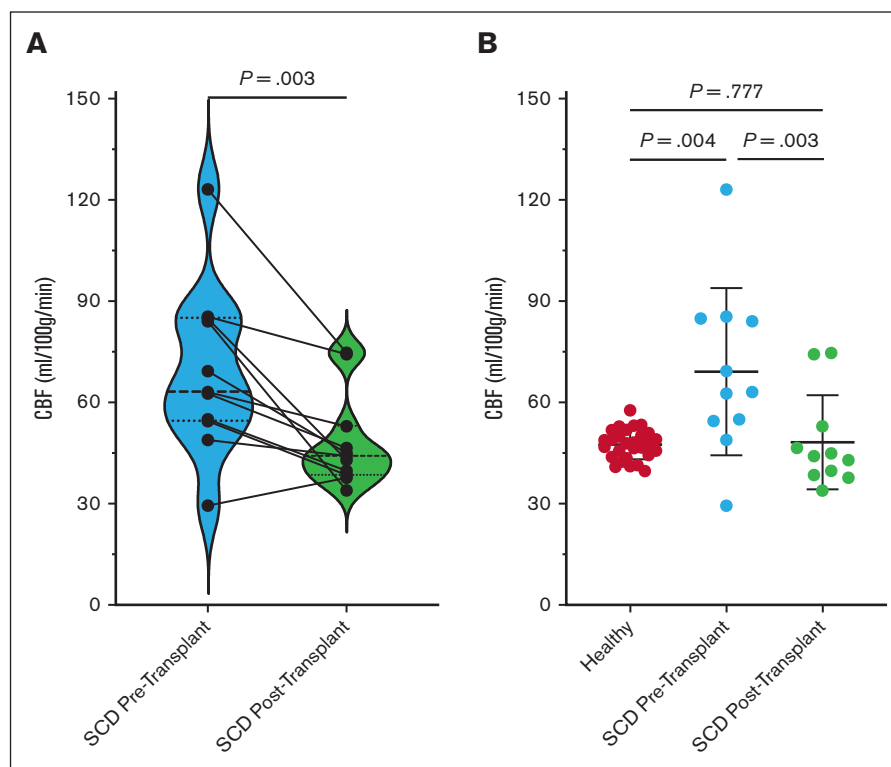 A
P = .003
150
120
90
60
30
0
CBF (ml/100g/min)
SCD Pre-Transplant
SCD Post-Transplant
B
P = .777
P = .004
P = .003
150
120
90
60
30
0
CBF (ml/100g/min)
Healthy
SCD Pre-Transplant
SCD Post-Transplant